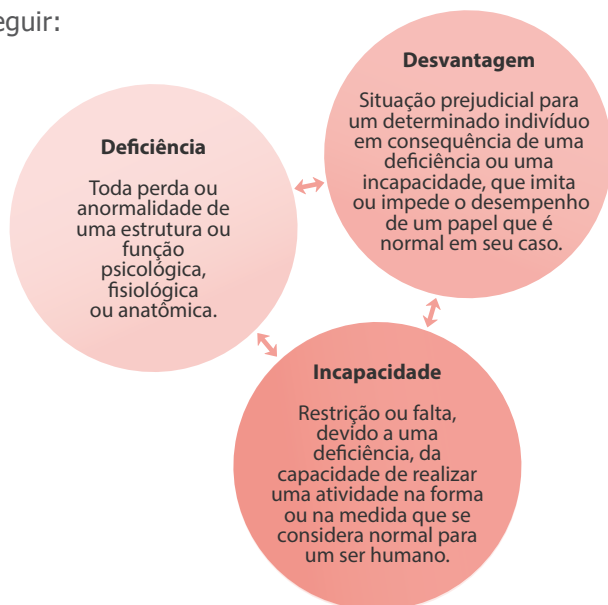 eguir:
Desvantagem
Situação prejudicial para
um determinado indivíduo
em consequência de uma
deficiência ou uma
incapacidade, que imita
ou impede o desempenho
de um papel que é
normal em seu caso.
Deficiência
Toda perda ou
anormalidade de
uma estrutura ou
função
psicológica,
fisiológica
ou anatômica.
Incapacidade
Restrição ou falta,
devido a uma
deficiência, da
capacidade de realizar
uma atividade na forma
ou na medida que se
considera normal para
um ser humano.